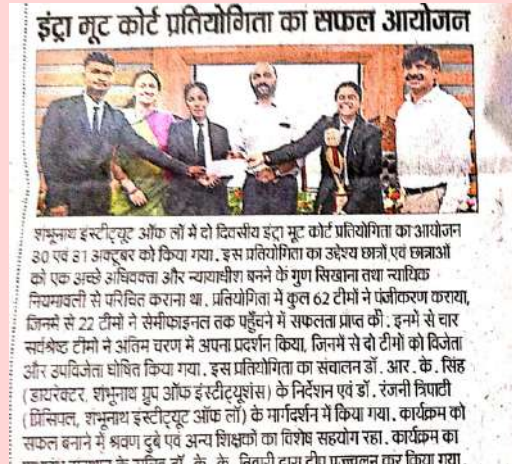 इंट्रा मूट कोर्ट प्रतियोगिता का सफल आयोजन
शंभूनाथ इंस्टीट्यूट ऑफ लॉ में दो दिवसीय इंट्रा मूट कोर्ट प्रतियोगिता का आयोजन
30 एवं 31 अक्टूबर को किया गया. इस प्रतियोगिता का उद्देश्य छात्रों एवं छात्राओं
को एक अच्छे अधिवक्ता और न्यायाधीश बनने के गुण सिखाना तथा न्यायिक
नियमावली से परिचित कराना था. प्रतियोगिता में कुल 62 टीमों ने पंजीकरण कराया,
जिनमें से 22 टीमों ने सेमीफाइनल तक पहुँचने में सफलता प्राप्त की. इनमें से चार
सर्वश्रेष्ठ टीमों ने अंतिम चरण में अपना प्रदर्शन किया, जिनमें से दो टीमों को विजेता
और उपविजेता घोषित किया गया. इस प्रतियोगिता का संचालन डॉ. आर. के. सिंह
(डायरेक्टर, शंभूनाथ ग्रुप ऑफ इंस्टीट्यूशंस) के निर्देशन एवं डॉ. रंजनी त्रिपाटी
(प्रिंसिपल, शंभूनाथ इंस्टीट्यूट ऑफ लॉ) के मार्गदर्शन में किया गया. कार्यक्रम को
सफल बनाने में श्रवण दुबे एवं अन्य शिक्षकों का विशेष सहयोग रहा. कार्यक्रम का
के. के. तिवारी द्वारा दीप प्रज्वलन कर किया गया